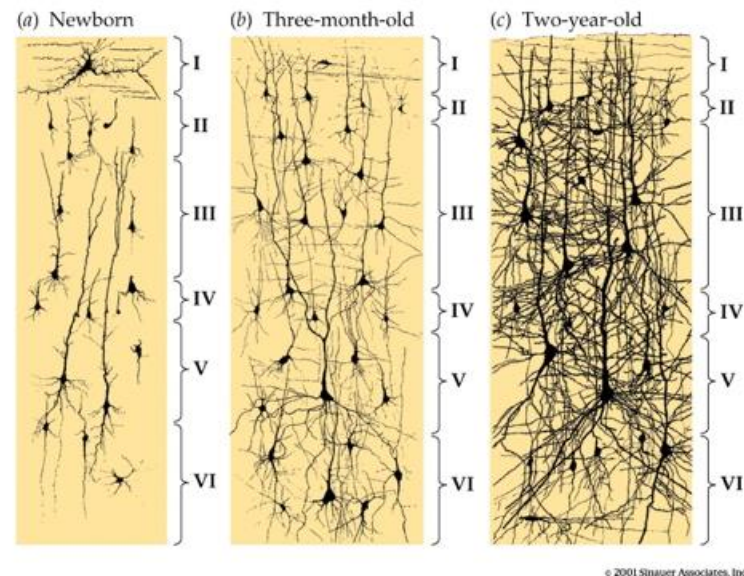 (a) Newborn
I
II
III
IV
V
VI
(b) Three-month-old
I
II
III
IV
V
VI
(c) Two-year-old
I
II
III
IV
V
VI
© 2001 Sinauer Associates, Inc